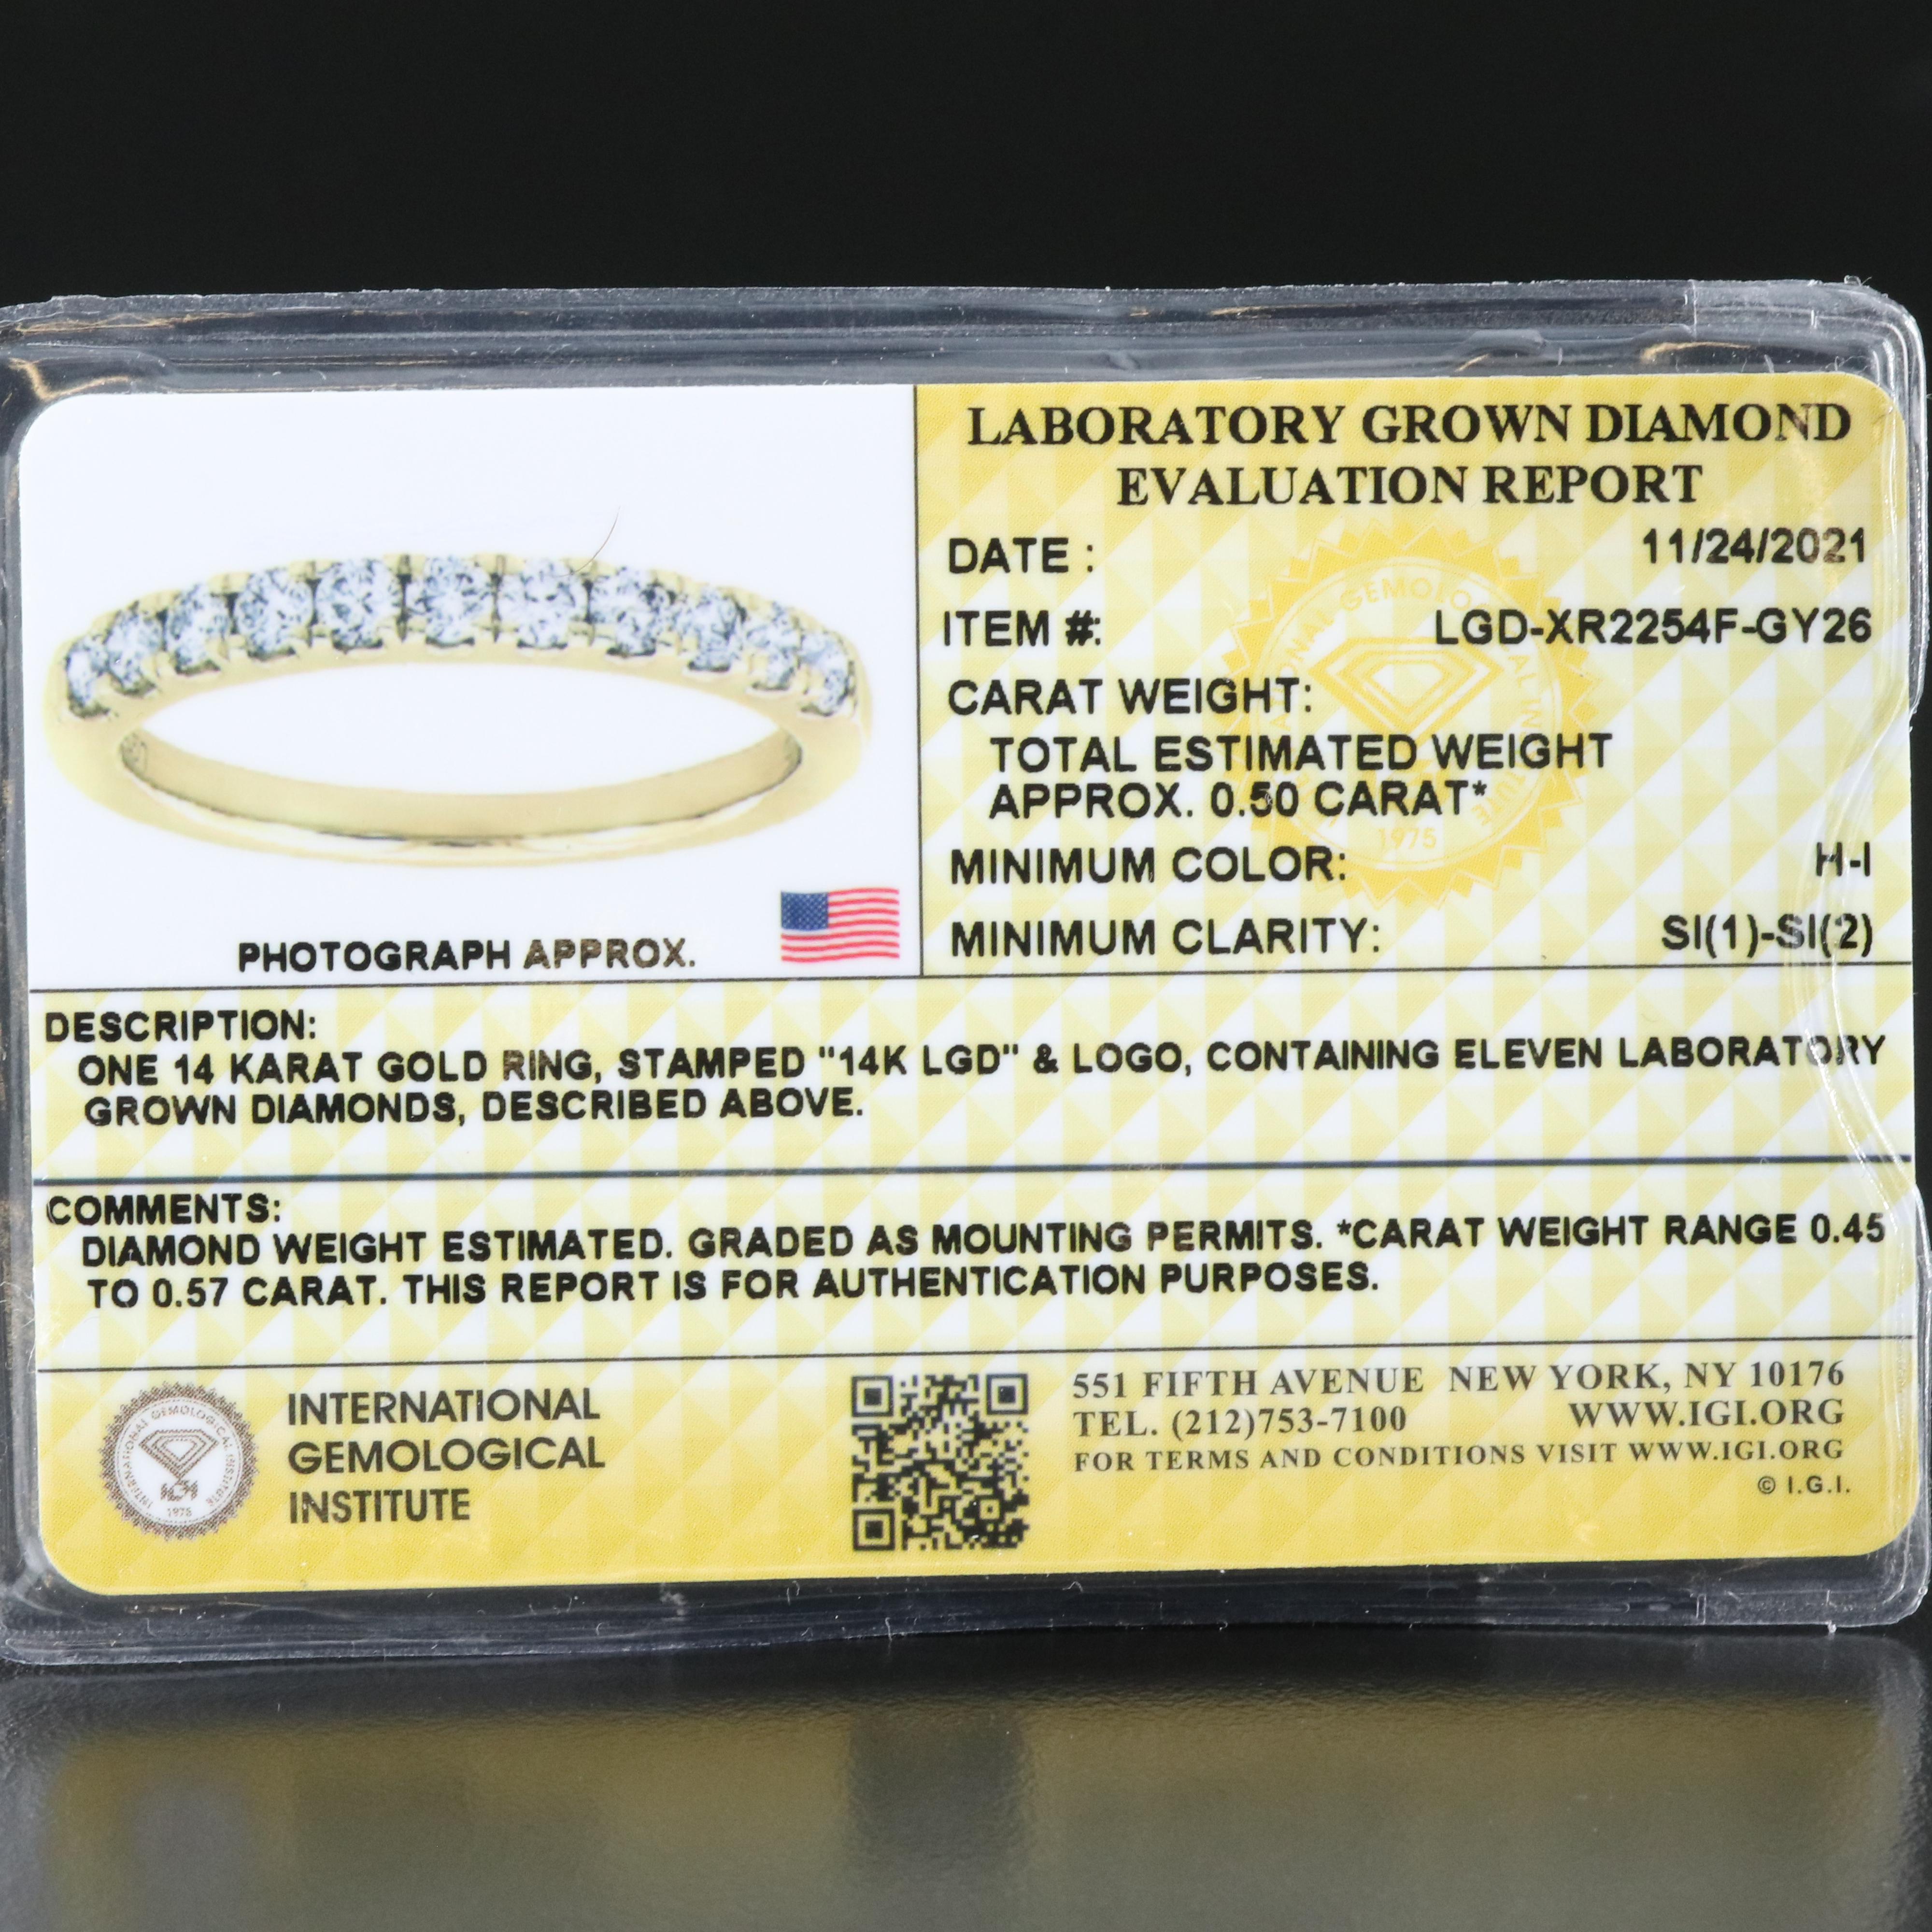 LABORATORY GROWN DIAMOND
EVALUATION REPORT
DATE : 11/24/2021
ITEM #: LGD-XR2254F-GY26
CARAT WEIGHT:
TOTAL ESTIMATED WEIGHT
APPROX. 0.50 CARAT*
MINIMUM COLOR: H-I
MINIMUM CLARITY: SI(1)-SI(2)
PHOTOGRAPH APPROX.
DESCRIPTION:
ONE 14 KARAT GOLD RING, STAMPED "14K LGD" & LOGO, CONTAINING ELEVEN LABORATORY
GROWN DIAMONDS, DESCRIBED ABOVE.
COMMENTS:
DIAMOND WEIGHT ESTIMATED. GRADED AS MOUNTING PERMITS. *CARAT WEIGHT RANGE 0.45
TO 0.57 CARAT. THIS REPORT IS FOR AUTHENTICATION PURPOSES.
INTERNATIONAL GEMOLOGICAL INSTITUTE
IGI
1975
INTERNATIONAL
GEMOLOGICAL
INSTITUTE
551 FIFTH AVENUE NEW YORK, NY 10176
TEL. (212)753-7100 WWW.IGI.ORG
FOR TERMS AND CONDITIONS VISIT WWW.IGI.ORG
© I.G.I.